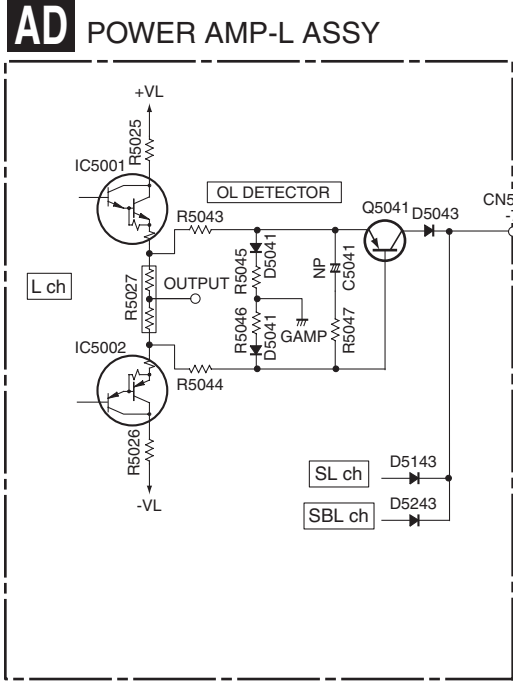 AD POWER AMP-L ASSY
+VL
R5025
IC5001
OL DETECTOR
R5043
Q5041
D5043
CN5
L ch
R5027
OUTPUT
R5045
D5041
NP
C5041
GAMP
R5046
D5041
R5047
IC5002
R5044
R5026
-VL
SL ch
D5143
SBL ch
D5243